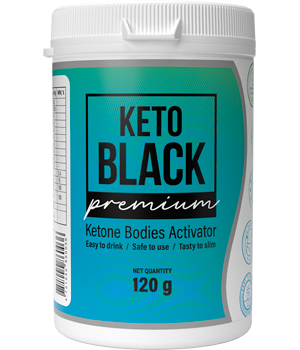 KETO
BLACK
premium
Ketone Bodies Activator
Easy to drink / Safe to use / Tasty to slim
NET QUANTITY
120 g